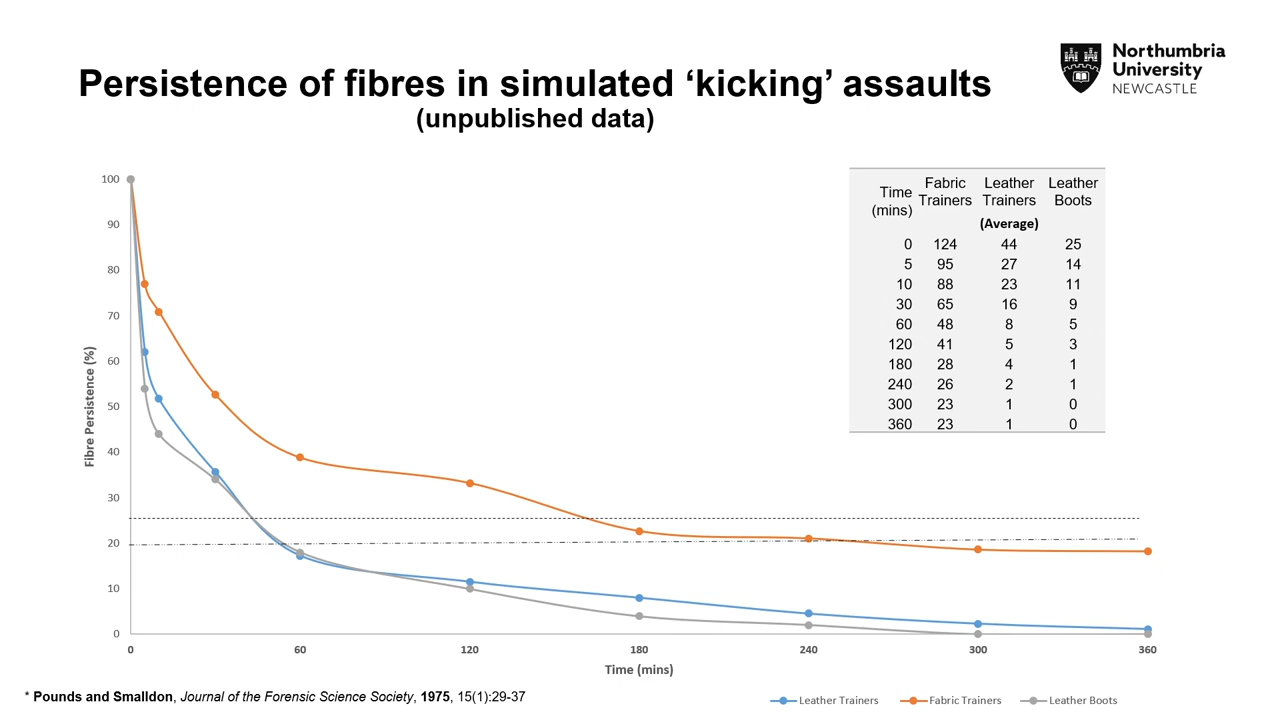 Northumbria
University
NEWCASTLE
Persistence of fibres in simulated ‘kicking’ assaults
(unpublished data)
Fibre Persistence (%)
100
90
80
70
60
50
40
30
20
10
0
0 60 120 180 240 300 360
Time (mins)
Time (mins) Fabric Trainers Leather Trainers Leather Boots
(Average)
0 124 44 25
5 95 27 14
10 88 23 11
30 65 16 9
60 48 8 5
120 41 5 3
180 28 4 1
240 26 2 1
300 23 1 0
360 23 1 0
* Pounds and Smalldon, Journal of the Forensic Science Society, 1975, 15(1):29-37
Leather Trainers Fabric Trainers Leather Boots